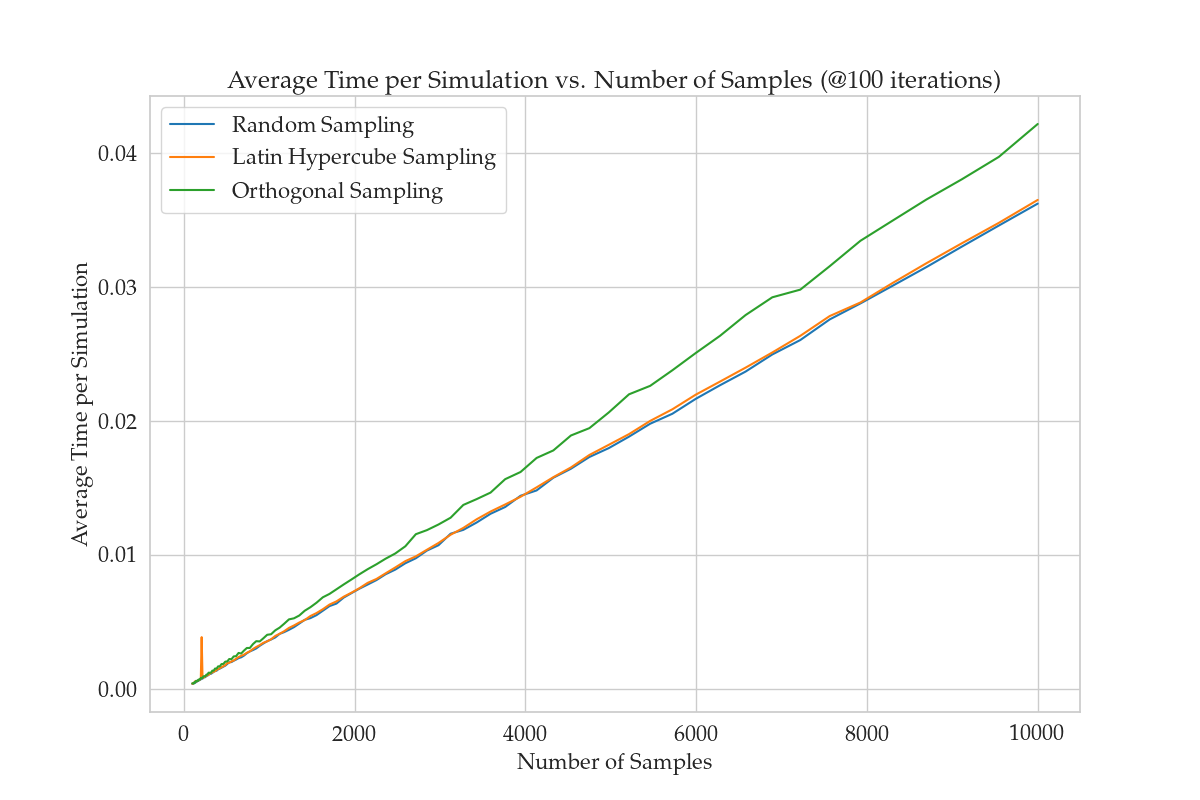 Average Time per Simulation vs. Number of Samples (@100 iterations)
Random Sampling
Latin Hypercube Sampling
Orthogonal Sampling
Average Time per Simulation
0.04
0.03
0.02
0.01
0.00
0
2000
4000
6000
8000
10000
Number of Samples